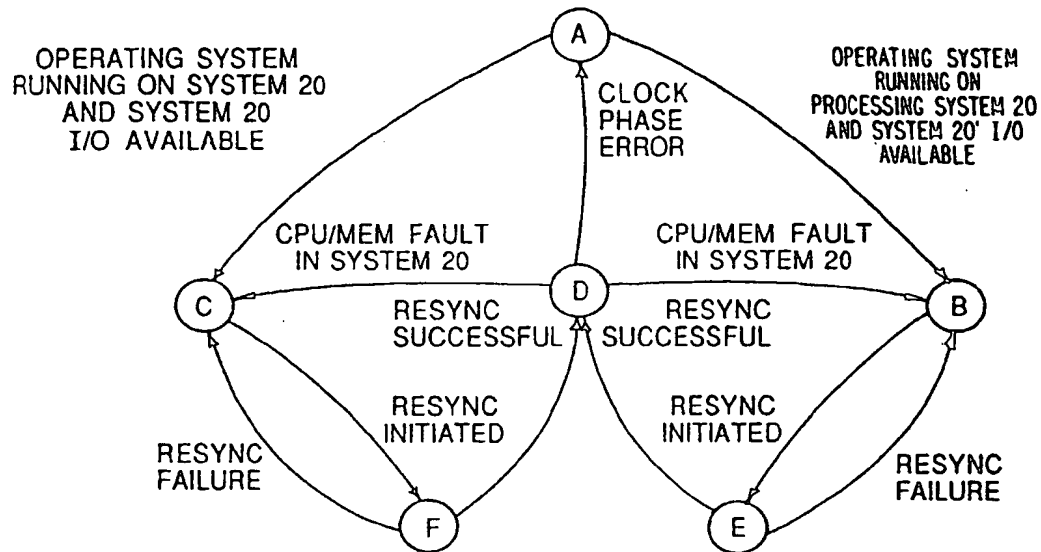 A
OPERATING SYSTEM
RUNNING ON SYSTEM 20
AND SYSTEM 20
I/O AVAILABLE
CLOCK
PHASE
ERROR
OPERATING SYSTEM
RUNNING ON
PROCESSING SYSTEM 20
AND SYSTEM 20' I/O
AVAILABLE
CPU/MEM FAULT
IN SYSTEM 20
CPU/MEM FAULT
IN SYSTEM 20
C
D
B
RESYNC
SUCCESSFUL
RESYNC
SUCCESSFUL
RESYNC
INITIATED
RESYNC
INITIATED
RESYNC
FAILURE
RESYNC
FAILURE
F
E